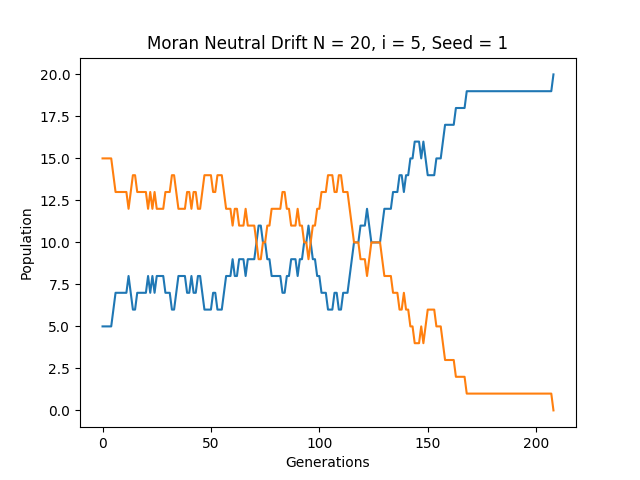 Moran Neutral Drift N = 20, i = 5, Seed = 1
20.0
17.5
15.0
12.5
10.0
7.5
5.0
2.5
0.0
Population
0 50 100 150 200
Generations